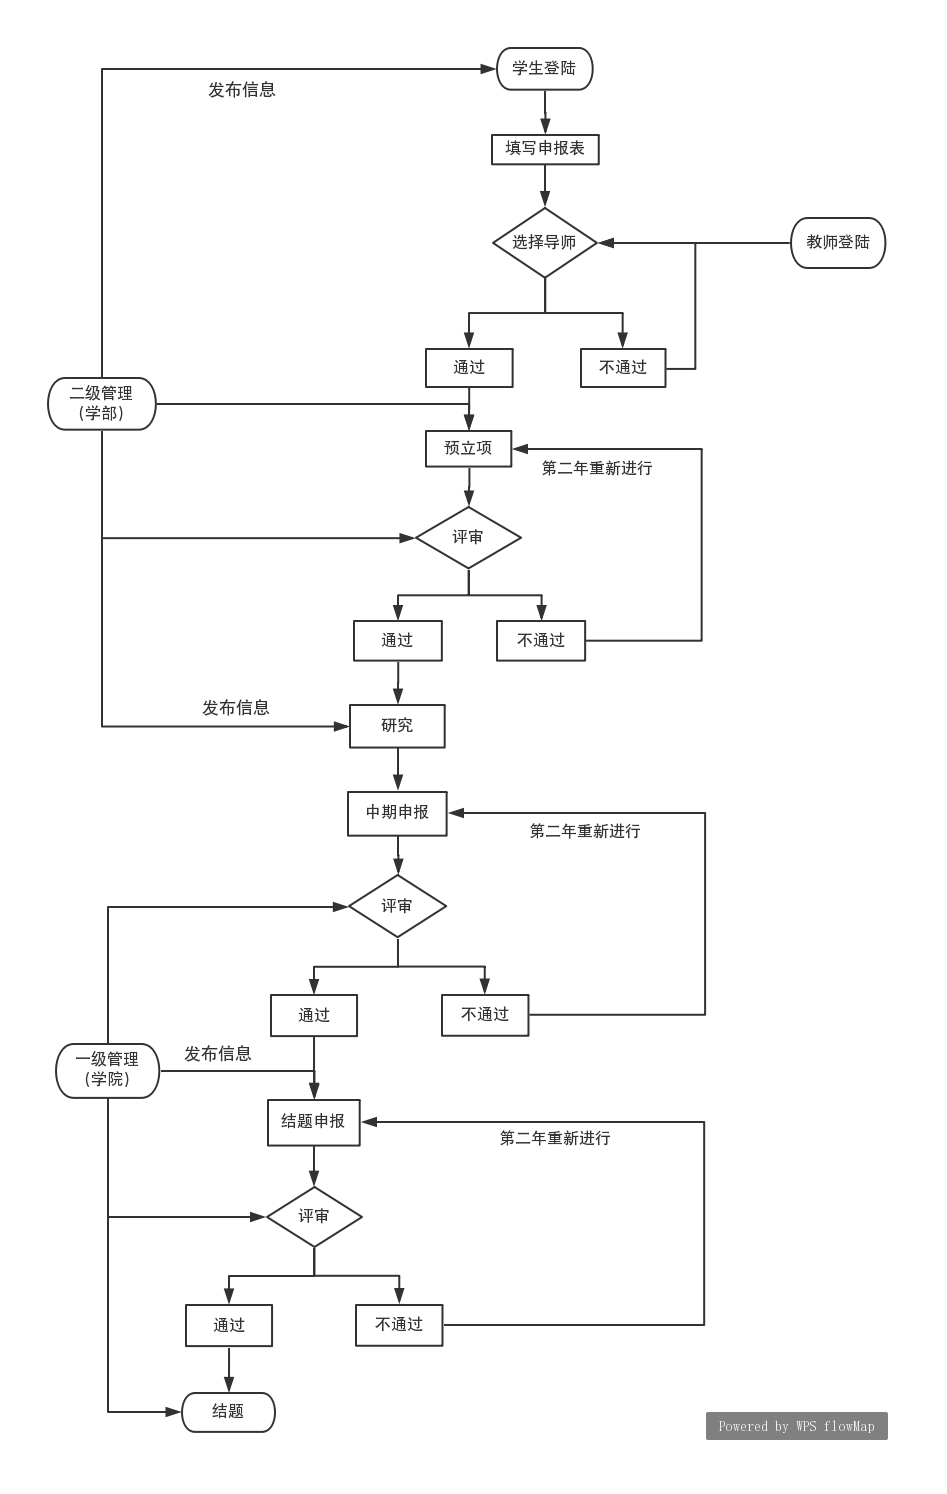 学生登陆
发布信息
填写申报表
选择导师
教师登陆
通过
不通过
二级管理
(学部)
预立项
第二年重新进行
评审
通过
不通过
发布信息
研究
中期申报
第二年重新进行
评审
通过
不通过
发布信息
一级管理
(学院)
结题申报
第二年重新进行
评审
通过
不通过
结题
Powered by WPS flowMap